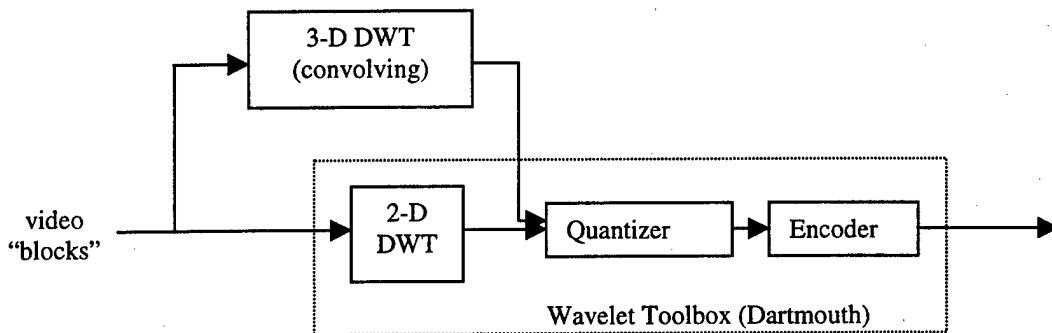 3-D DWT
(convolving)
video
“blocks”
2-D
DWT
Quantizer
Encoder
Wavelet Toolbox (Dartmouth)